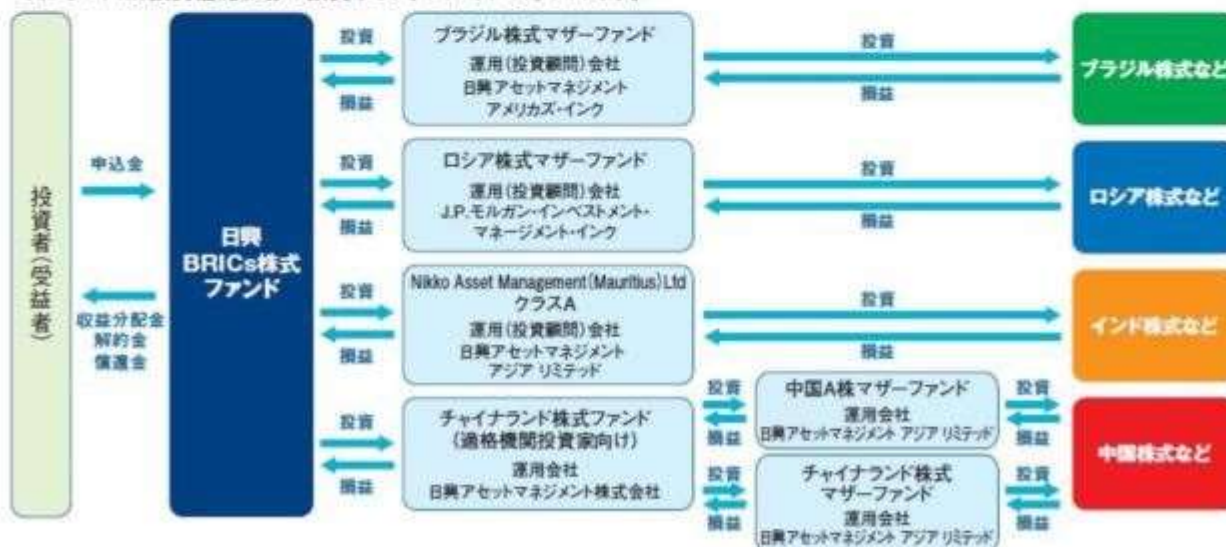 投資者(受益者)
申込金
収益分配金
解約金
償還金
日興
BRICs株式
ファンド
投資
損益
ブラジル株式マザーファンド
運用(投資顧問)会社
日興アセットマネジメント
アメリカズ・インク
投資
損益
ブラジル株式など
投資
損益
ロシア株式マザーファンド
運用(投資顧問)会社
J.P.モルガン・インベストメント・
マネージメント・インク
投資
損益
ロシア株式など
投資
損益
Nikko Asset Management(Mauritius)Ltd
クラスA
運用(投資顧問)会社
日興アセットマネジメント
アジア リミテッド
投資
損益
インド株式など
投資
損益
チャイナランド株式ファンド
(適格機関投資家向け)
運用会社
日興アセットマネジメント株式会社
投資
損益
中国A株マザーファンド
運用会社
日興アセットマネジメント アジア リミテッド
投資
損益
投資
損益
チャイナランド株式
マザーファンド
運用会社
日興アセットマネジメント アジア リミテッド
投資
損益
中国株式など